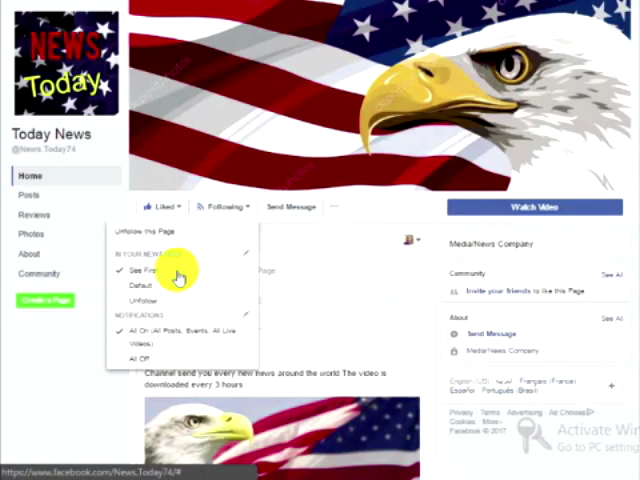 NEWS
Today
Today News
@News.Today74
Home
Posts
Reviews
Photos
About
Community
Create a Page
Liked
Following
Send Message
...
Watch Video
Unfollow this Page
IN YOUR NEWS
See First
Default
Unfollow
NOTIFICATIONS
All On (All Posts, Events, All Live
Videos)
All Off
Page
Channel send you every new news around the world The video is
downloaded every 3 hours
Media/News Company
Community
See All
Invite your friends to like this Page
About
See All
Send Message
Media/News Company
English (US) · · Français (France) ·
Español · Português (Brasil)
Privacy · Terms · Advertising · Ad Choices
Cookies · More
Facebook © 2017
Activate Win
Go to PC setting
https://www.facebook.com/News.Today74/#